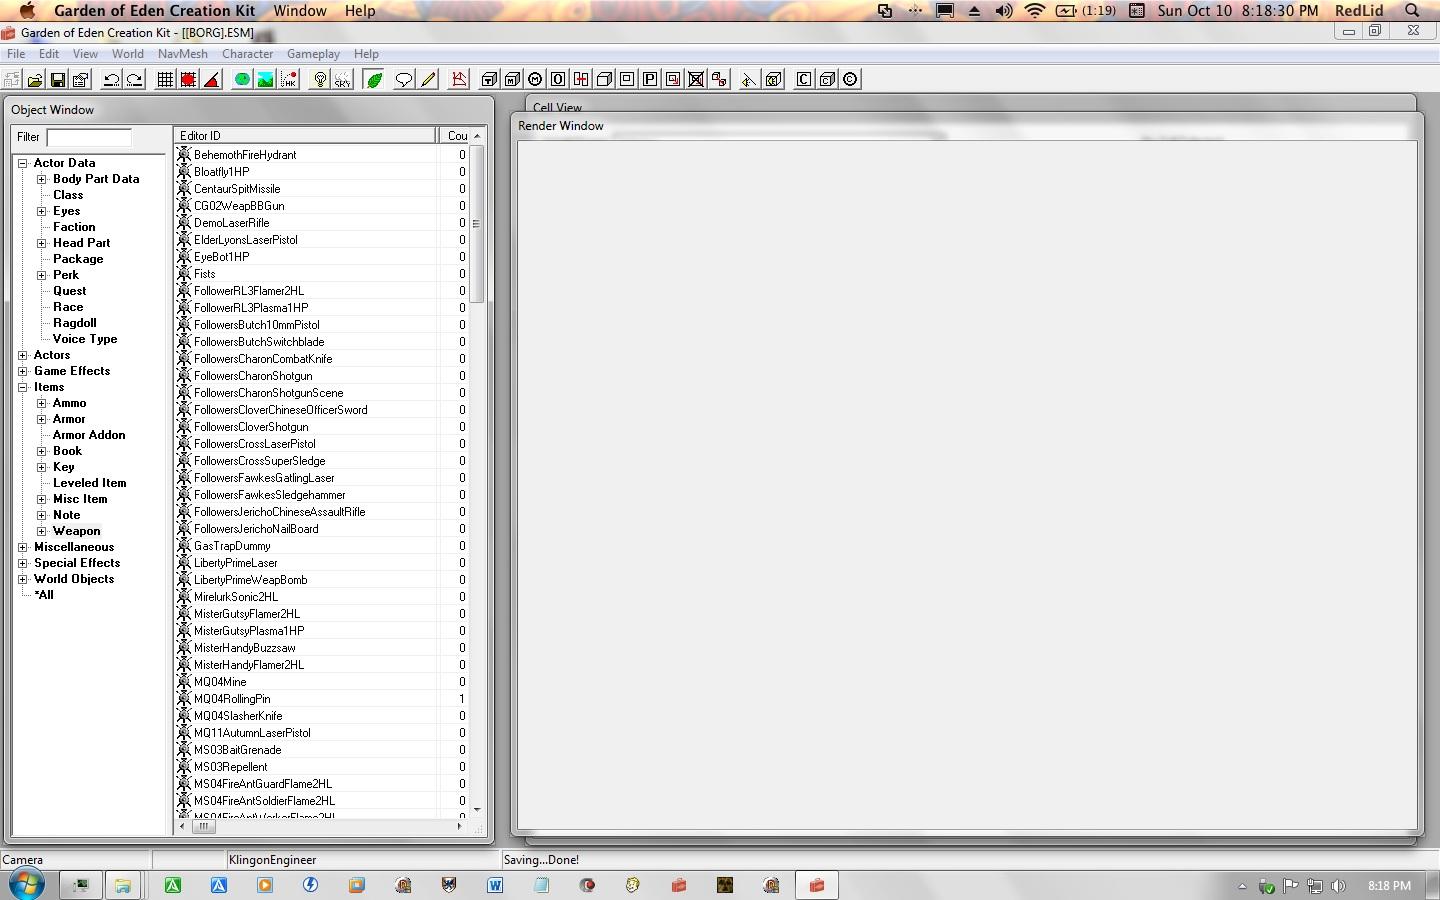 Garden of Eden Creation Kit Window Help (1:19) Sun Oct 10 8:18:30 PM RedLid
Garden of Eden Creation Kit - [[BORG].ESM]
File Edit View World NavMesh Character Gameplay Help
Object Window
Filter
Actor Data
Body Part Data
Class
Eyes
Faction
Head Part
Package
Perk
Quest
Race
Ragdoll
Voice Type
Actors
Game Effects
Items
Ammo
Armor
Armor Addon
Book
Key
Leveled Item
Misc Item
Note
Weapon
Miscellaneous
Special Effects
World Objects
*All
Editor ID Cou
BehemothFireHydrant 0
Bloatfly1HP 0
CentaurSpitMissile 0
CG02WeapBBGun 0
DemoLaserRifle 0
ElderLyonsLaserPistol 0
EyeBot1HP 0
Fists 0
FollowerRL3Flamer2HL 0
FollowerRL3Plasma1HP 0
FollowersButch10mmPistol 0
FollowersButchSwitchblade 0
FollowersCharonCombatKnife 0
FollowersCharonShotgun 0
FollowersCharonShotgunScene 0
FollowersCloverChineseOfficerSword 0
FollowersCloverShotgun 0
FollowersCrossLaserPistol 0
FollowersCrossSuperSledge 0
FollowersFawkesGatlingLaser 0
FollowersFawkesSledgehammer 0
FollowersJerichoChineseAssaultRifle 0
FollowersJerichoNailBoard 0
GasTrapDummy 0
LibertyPrimeLaser 0
LibertyPrimeWeapBomb 0
MirelurkSonic2HL 0
MisterGutsyFlamer2HL 0
MisterGutsyPlasma1HP 0
MisterHandyBuzzsaw 0
MisterHandyFlamer2HL 0
MQ04Mine 0
MQ04RollingPin 1
MQ04SlasherKnife 0
MQ11AutumnLaserPistol 0
MS03BaitGrenade 0
MS03Repellent 0
MS04FireAntGuardFlame2HL 0
MS04FireAntSoldierFlame2HL 0
MS04FireAntWorkerFlame2HL 0
Cell View
Render Window
Camera KlingonEngineer Saving...Done!
8:18 PM